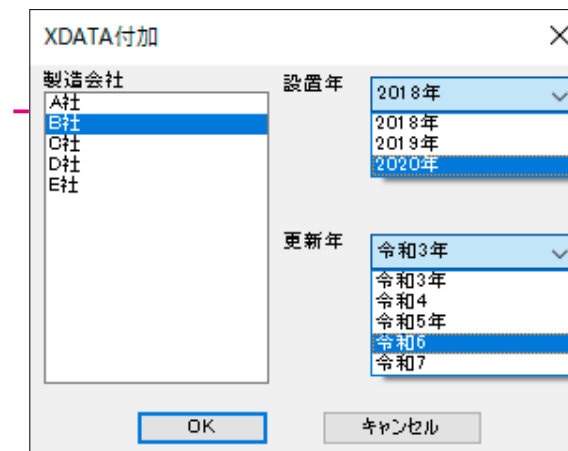 XDATA付加
製造会社
A社
B社
C社
D社
E社
設置年
2018年
2018年
2019年
2020年
更新年
令和3年
令和3年
令和4
令和5年
令和6
令和7
OK
キャンセル